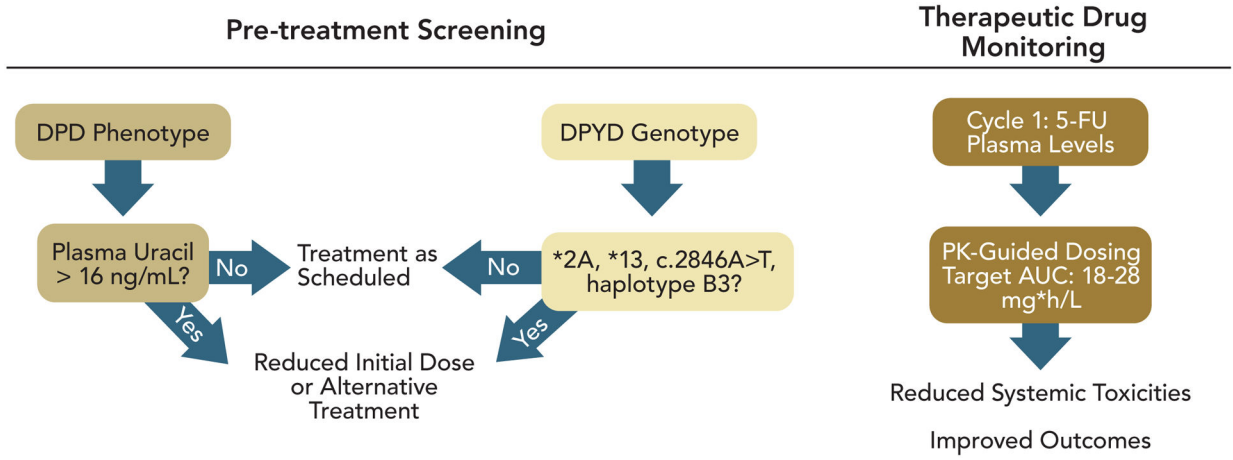 Pre-treatment Screening
Therapeutic Drug
Monitoring
DPD Phenotype
DPYD Genotype
Cycle 1: 5-FU
Plasma Levels
Plasma Uracil
> 16 ng/mL?
No
Treatment as
Scheduled
No
*2A, *13, c.2846A>T,
haplotype B3?
PK-Guided Dosing
Target AUC: 18-28
mg*h/L
Yes
Yes
Reduced Initial Dose
or Alternative
Treatment
Reduced Systemic Toxicities
Improved Outcomes